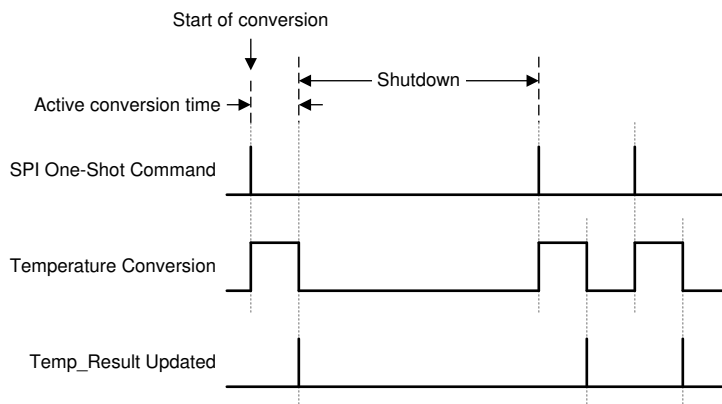 Start of conversion
Shutdown
Active conversion time
SPI One-Shot Command
Temperature Conversion
Temp_Result Updated